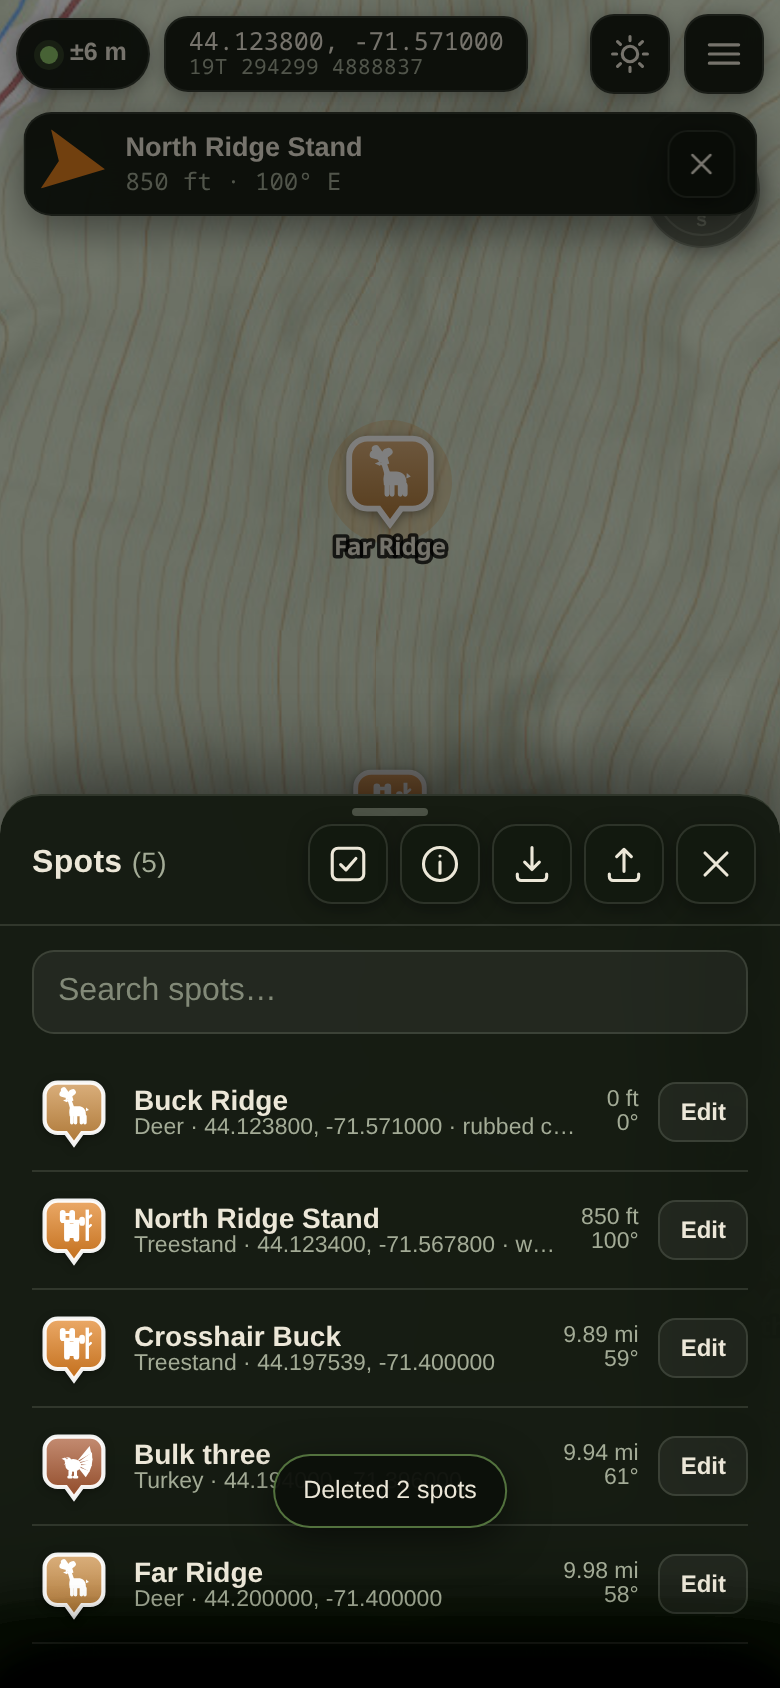 ±6 m
44.123800, -71.571000
19T 294299 4888837
North Ridge Stand
850 ft · 100° E
S
Far Ridge
Spots (5)
Search spots…
Buck Ridge
Deer · 44.123800, -71.571000 · rubbed c…
0 ft
0°
Edit
North Ridge Stand
Treestand · 44.123400, -71.567800 · w…
850 ft
100°
Edit
Crosshair Buck
Treestand · 44.197539, -71.400000
9.89 mi
59°
Edit
Bulk three
Turkey · 44.19
9.94 mi
61°
Edit
Deleted 2 spots
Far Ridge
Deer · 44.200000, -71.400000
9.98 mi
58°
Edit